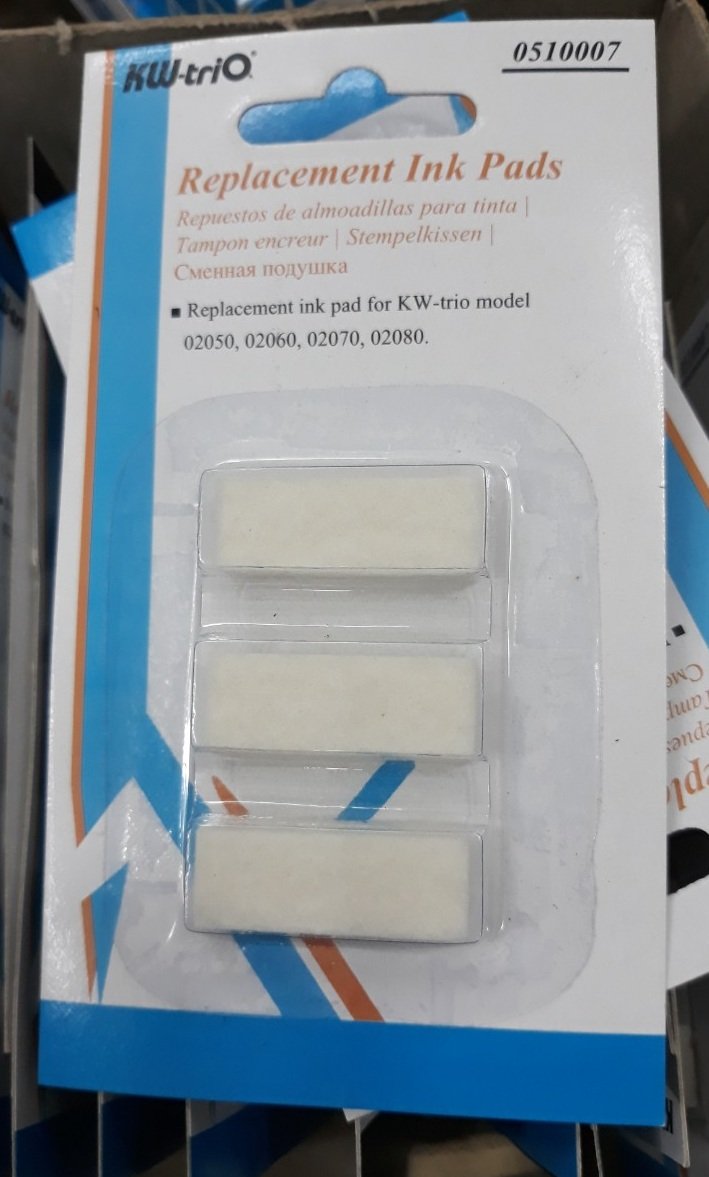 KW-triO
0510007
Replacement Ink Pads
Repuestos de almoadillas para tinta |
Tampon encreur | Stempelkissen |
Сменная подушка
▪ Replacement ink pad for KW-trio model
02050, 02060, 02070, 02080.